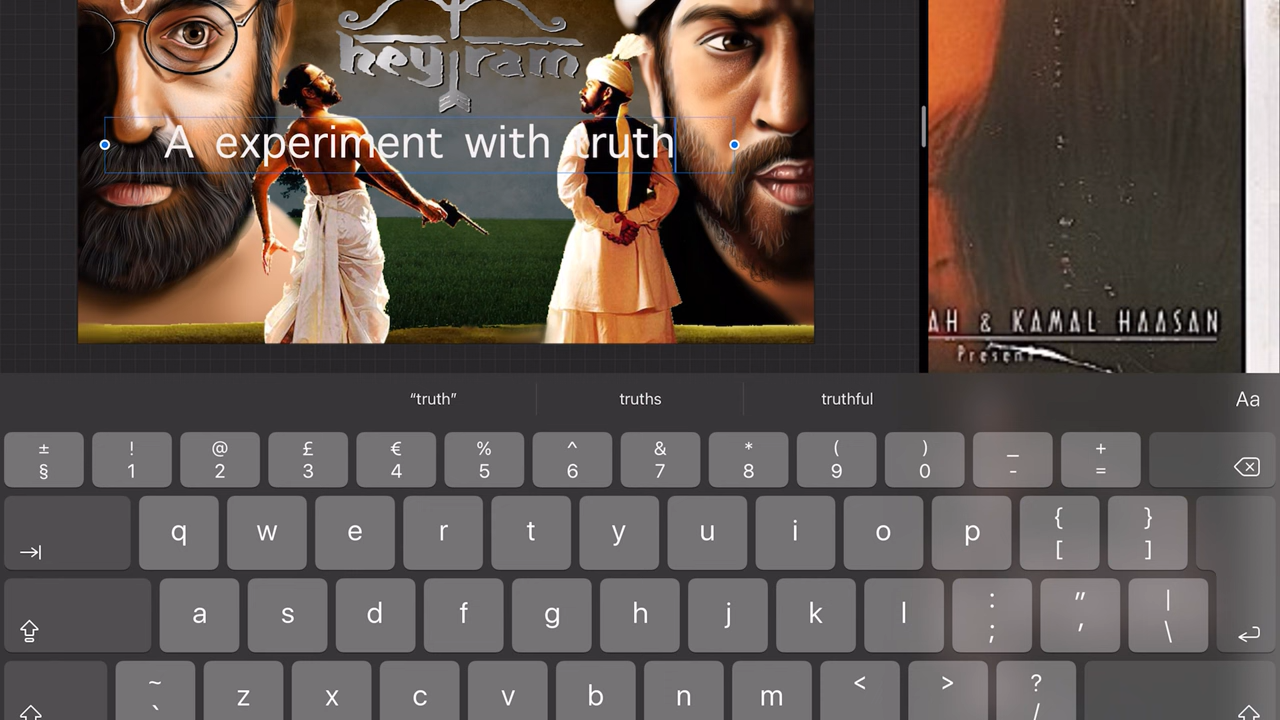 hey ram
A experiment with truth
AH & KAMAL HAASAN
Present
“truth” truths truthful Aa
± ! @ £ € % ^ & * ( ) _ +
§ 1 2 3 4 5 6 7 8 9 0 - =
q w e r t y u i o p { }
[ ]
a s d f g h j k l : " |
; ' \
~ z x c v b n m < > ?
` /